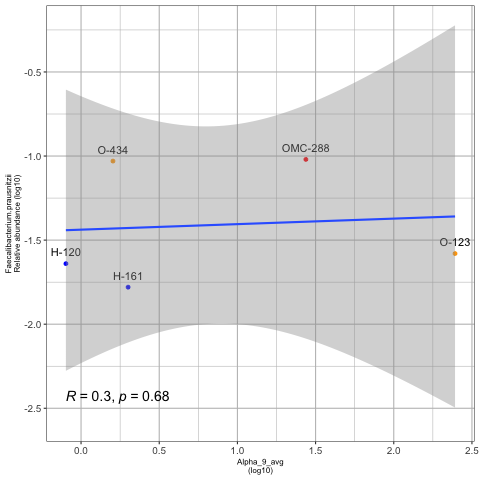 -0.5
-1.0
-1.5
-2.0
-2.5
Faecalibacterium.prausnitzii
Relative abundance (log10)
O-434
OMC-288
O-123
H-120
H-161
R = 0.3, p = 0.68
0.0 0.5 1.0 1.5 2.0 2.5
Alpha_9_avg
(log10)